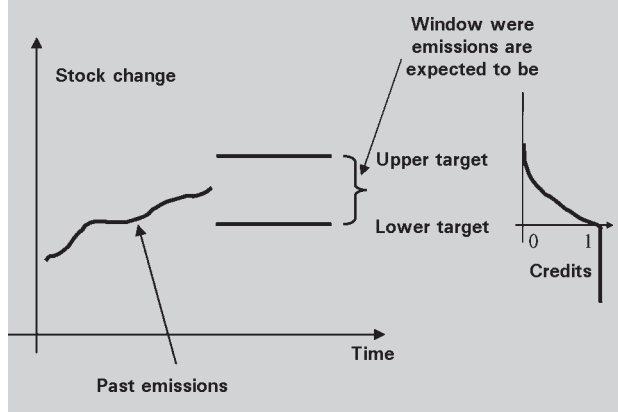 Window were
emissions are
expected to be
Stock change
Upper target
Lower target
0 1
Credits
Time
Past emissions